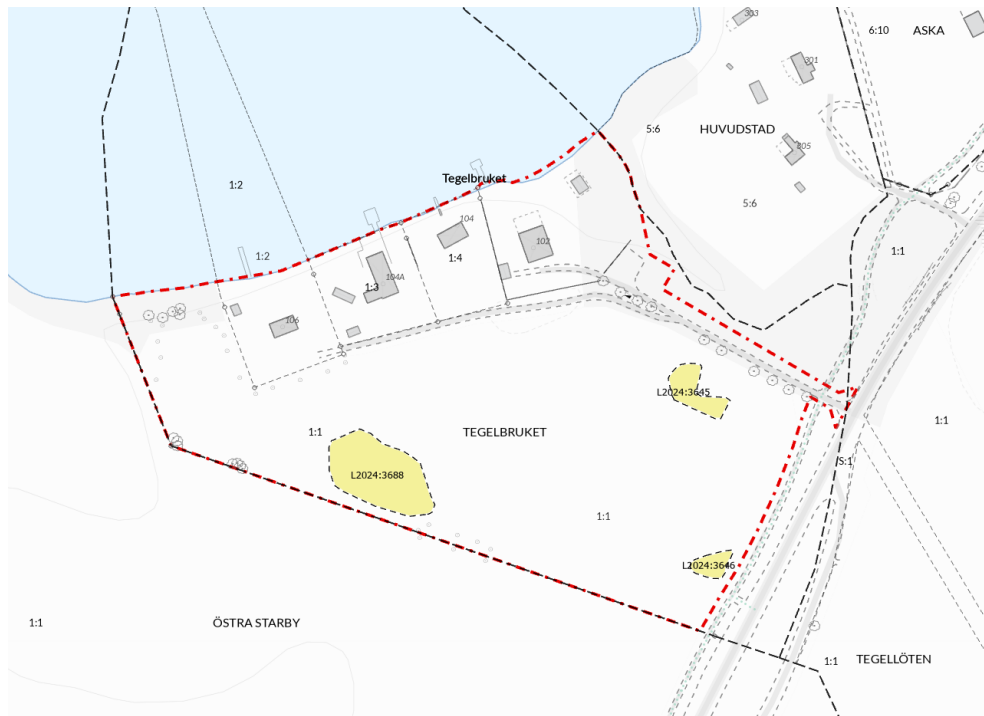 303
6:10
ASKA
301
5:6
HUVUDSTAD
805
Tegelbruket
1:2
5:6
104
102
1:4
1:2
1:1
104A
1:3
106
L2024:3645
1:1
TEGELBRUKET
1:1
S:1
L2024:3688
1:1
L2024:3646
1:1
ÖSTRA STARBY
1:1
TEGELLÖTEN